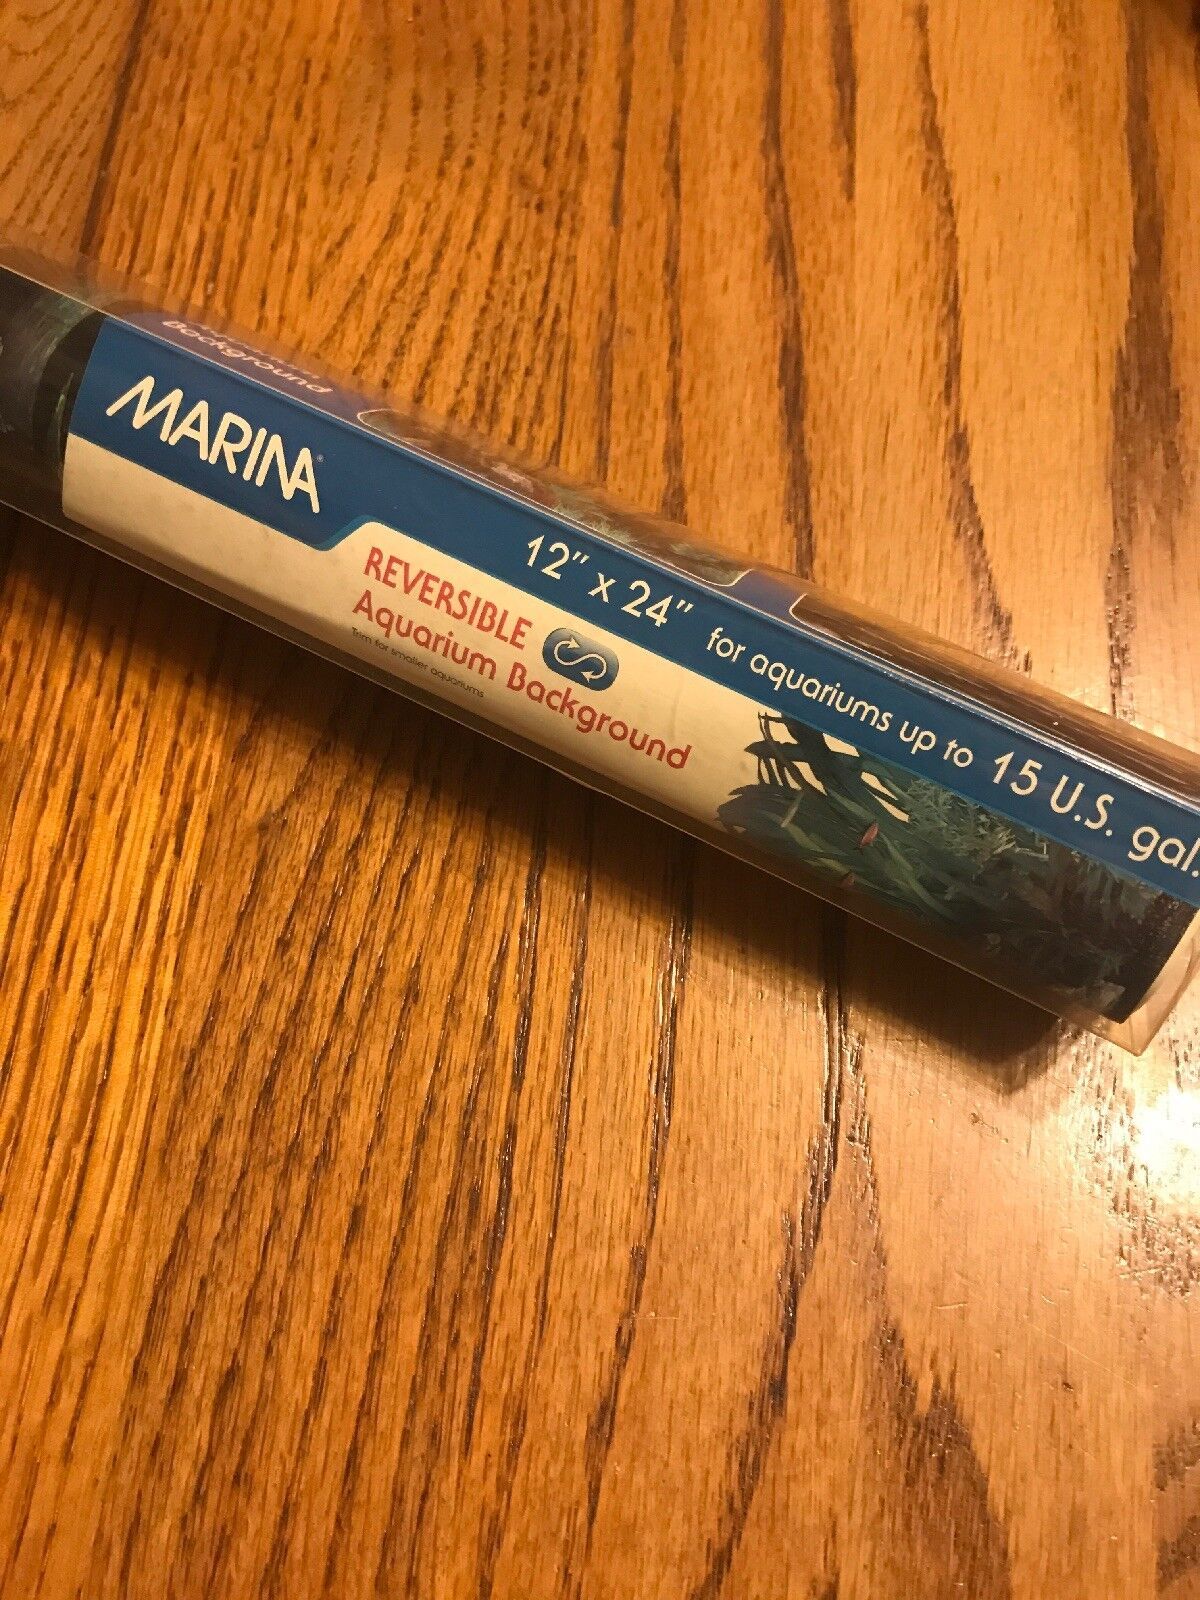 Background
MARINA®
12" x 24" for aquariums up to 15 U.S. gal.
REVERSIBLE
Aquarium Background
Trim for smaller aquariums